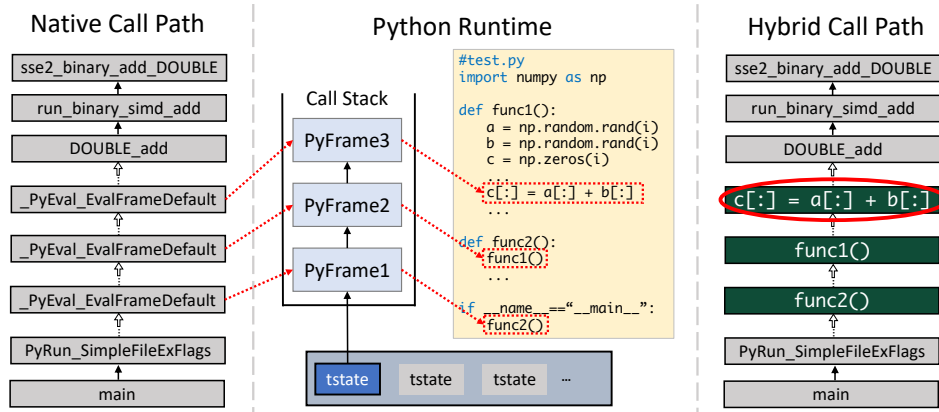 Native Call Path
sse2_binary_add_DOUBLE
run_binary_simd_add
DOUBLE_add
_PyEval_EvalFrameDefault
_PyEval_EvalFrameDefault
_PyEval_EvalFrameDefault
PyRun_SimpleFileExFlags
main
Python Runtime
Call Stack
PyFrame3
PyFrame2
PyFrame1
tstate
tstate
tstate
...
#test.py
import numpy as np
def func1():
a = np.random.rand(i)
b = np.random.rand(i)
c = np.zeros(i)
...
c[:] = a[:] + b[:]
...
def func2():
func1()
...
if __name__==“__main__”:
func2()
Hybrid Call Path
sse2_binary_add_DOUBLE
run_binary_simd_add
DOUBLE_add
c[:] = a[:] + b[:]
func1()
func2()
PyRun_SimpleFileExFlags
main